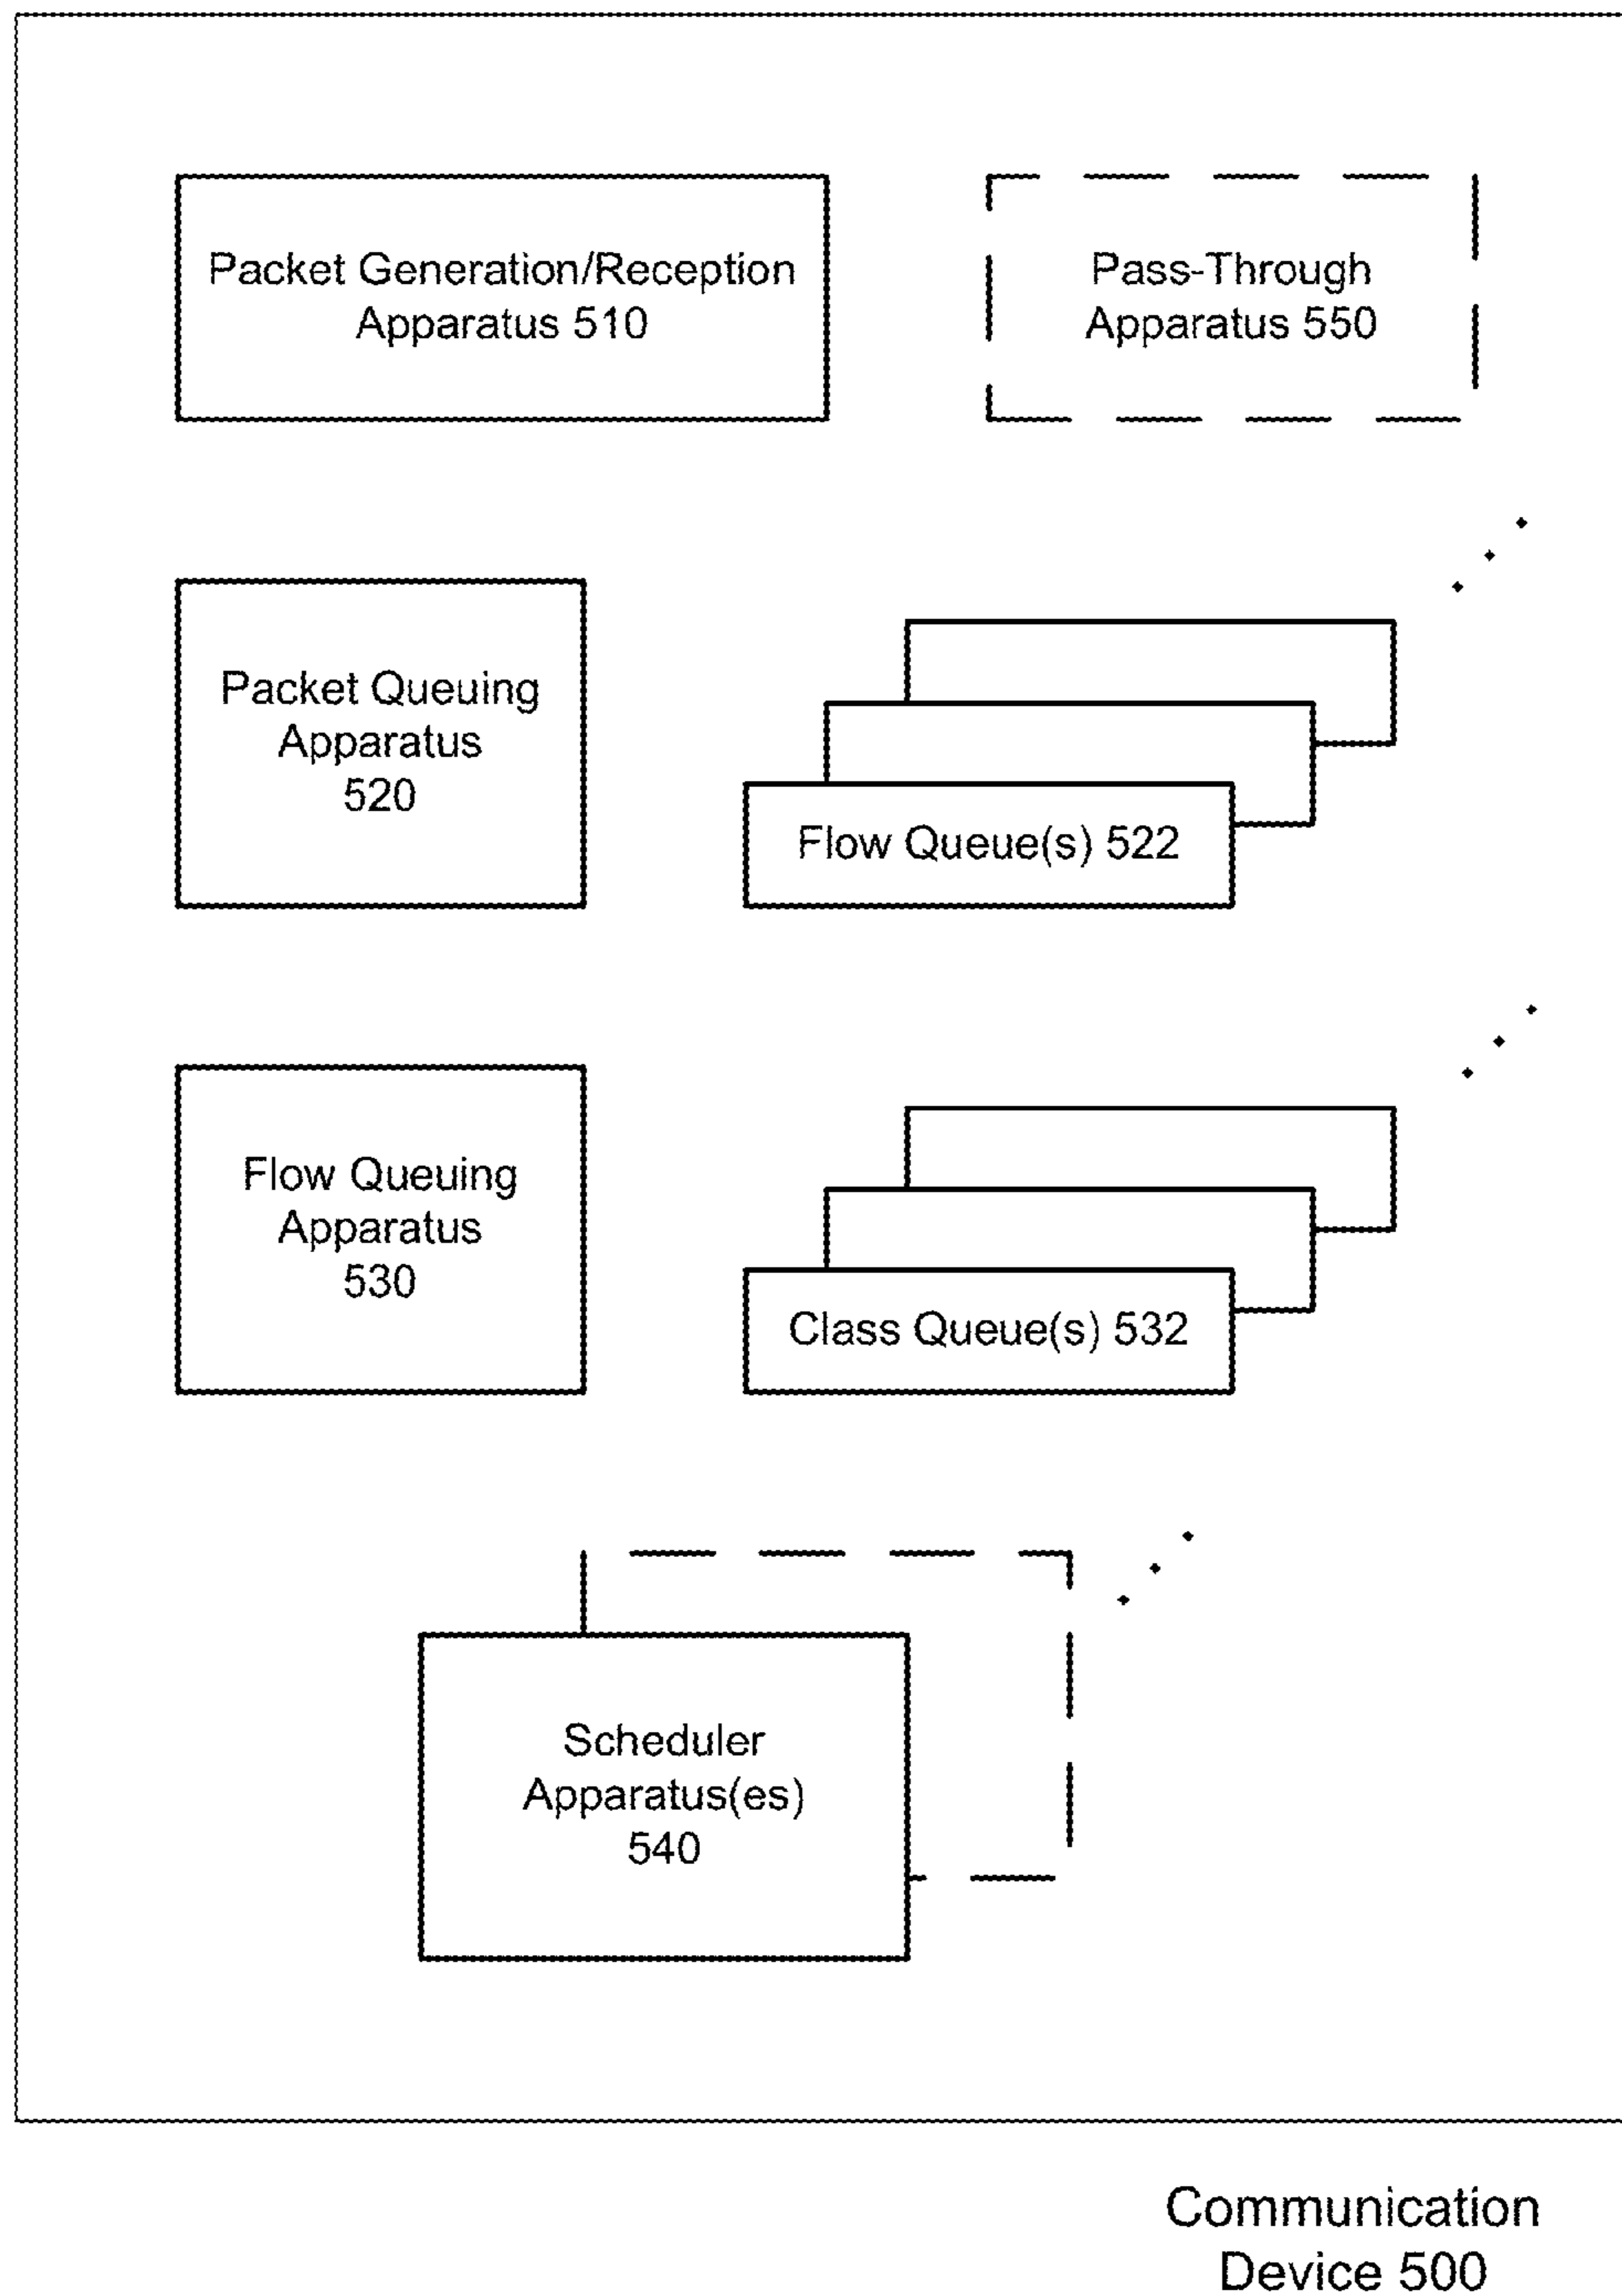 Packet Generation/Reception
Apparatus 510
Pass-Through
Apparatus 550
Packet Queuing
Apparatus
520
Flow Queue(s) 522
Flow Queuing
Apparatus
530
Class Queue(s) 532
Scheduler
Apparatus(es)
540
Communication
Device 500